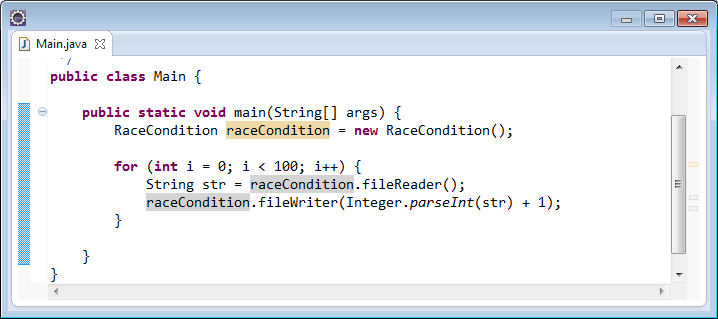 Main.java
*/
public class Main {
public static void main(String[] args) {
RaceCondition raceCondition = new RaceCondition();
for (int i = 0; i < 100; i++) {
String str = raceCondition.fileReader();
raceCondition.fileWriter(Integer.parseInt(str) + 1);
}
}
}